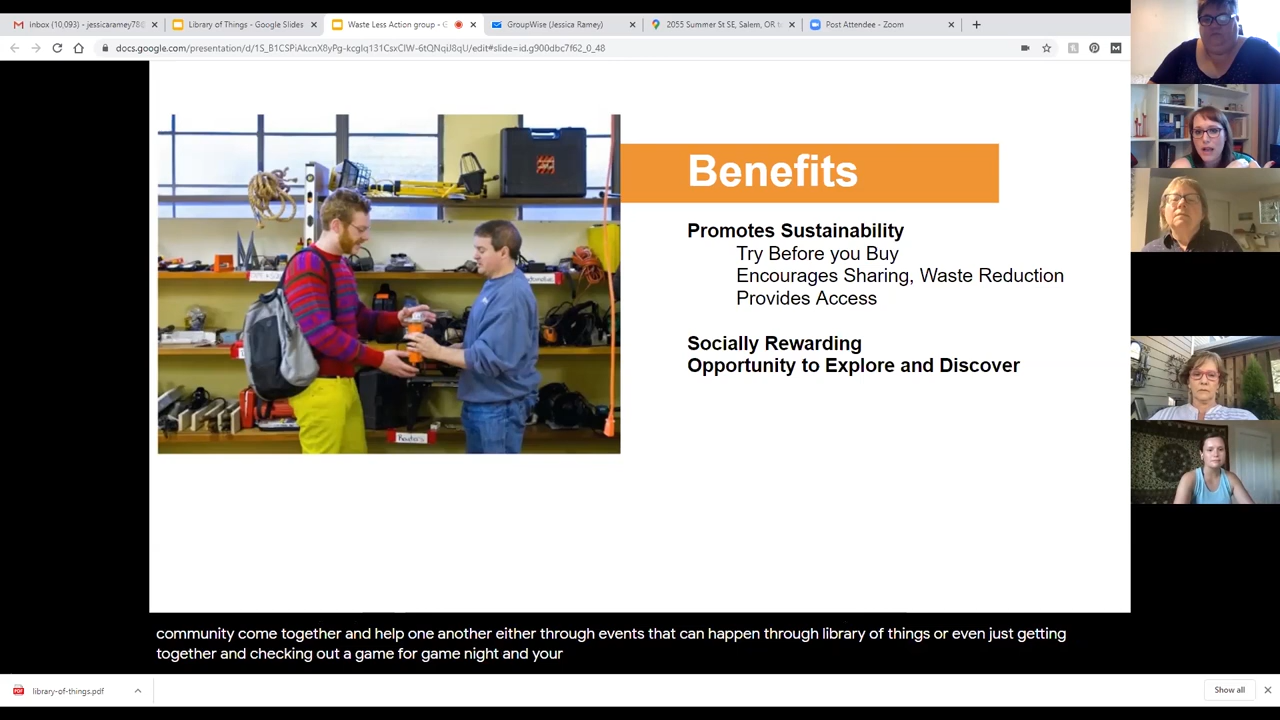 inbox (10,093) - jessicaramey78@
Library of Things - Google Slides
Waste Less Action group - G
GroupWise (Jessica Ramey)
2055 Summer St SE, Salem, OR t
Post Attendee - Zoom
docs.google.com/presentation/d/1S_B1CSPiAkcnX8yPg-kcgIq131CsxClW-6tQNqiJ8qU/edit#slide=id.g900dbc7f62_0_48
Benefits
Promotes Sustainability
Try Before you Buy
Encourages Sharing, Waste Reduction
Provides Access
Socially Rewarding
Opportunity to Explore and Discover
community come together and help one another either through events that can happen through library of things or even just getting
together and checking out a game for game night and your
library-of-things.pdf
Show all